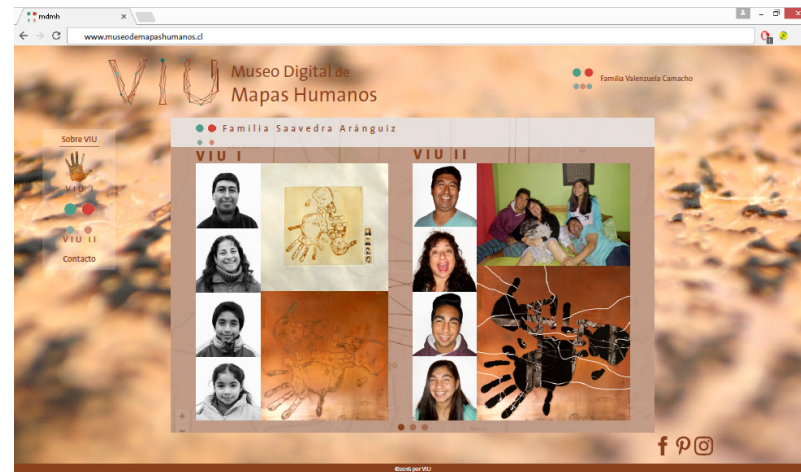 mdmh
www.museodemapashumanos.cl
VIU
Museo Digital de
Mapas Humanos
Familia Valenzuela Camacho
Sobre VIU
VIU I
VIU II
Contacto
Familia Saavedra Aránguiz
VIU I
VIU II